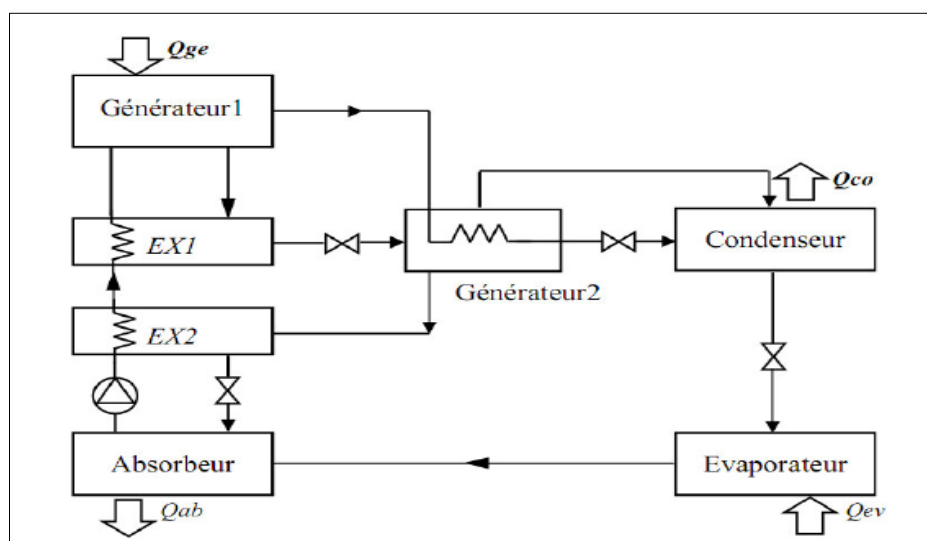 Qge
Générateur1
Qco
EX1
Condenseur
Générateur2
EX2
Absorbeur
Evaporateur
Qab
Qev